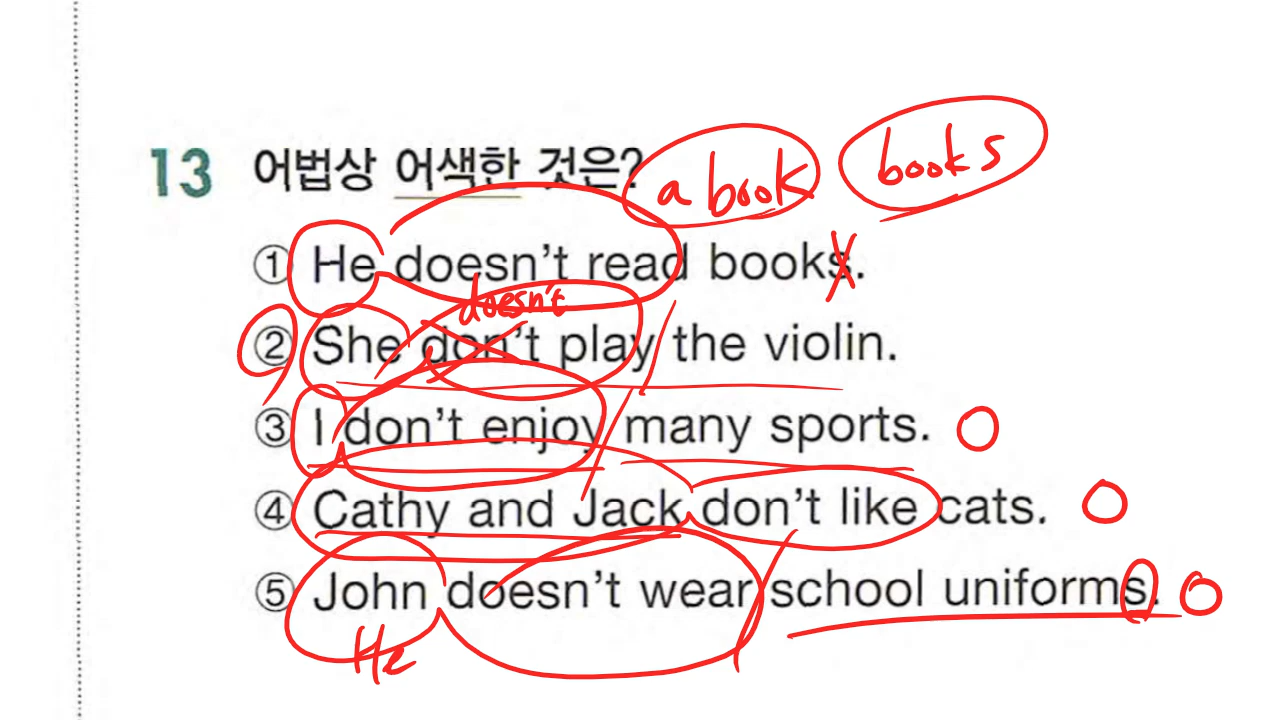 13 어법상 어색한 것은?
a book books
① He doesn't read books.
doesn't
② She don't play the violin.
③ I don't enjoy many sports.
④ Cathy and Jack don't like cats.
⑤ John doesn't wear school uniforms.
He